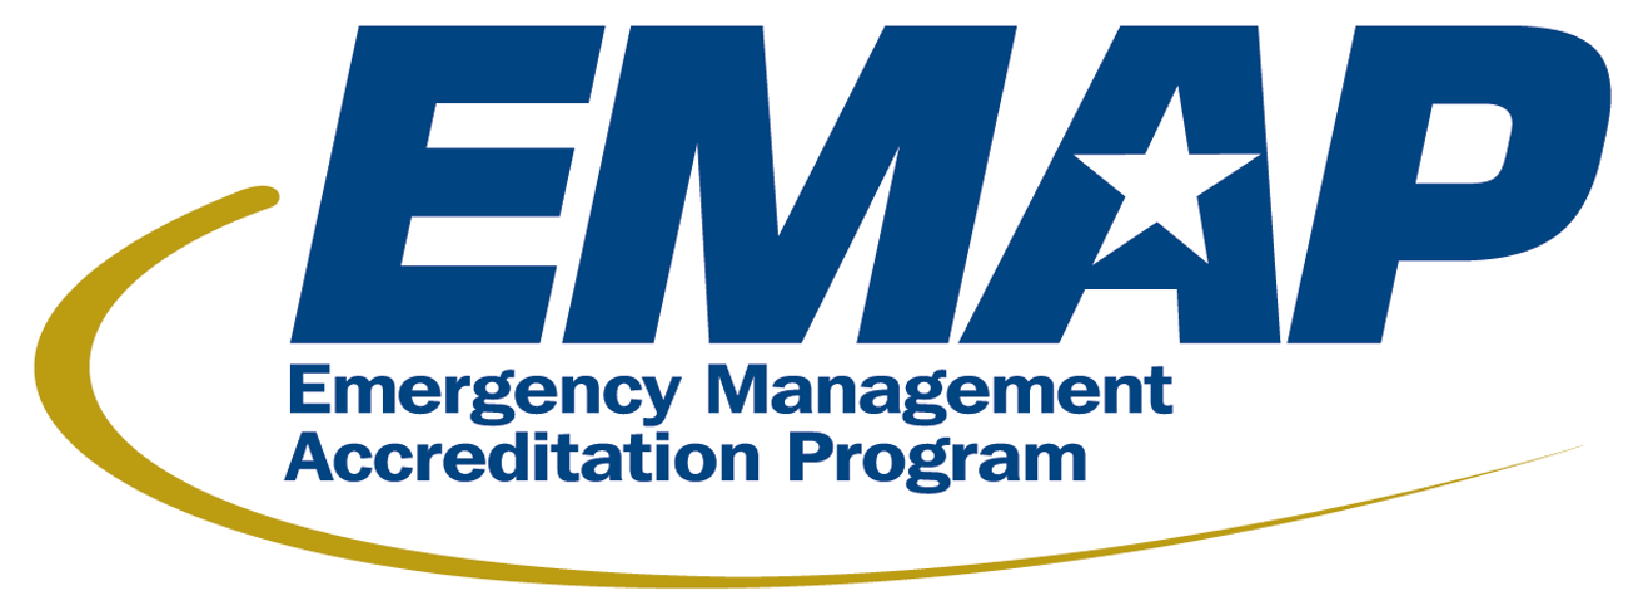 EMAP
Emergency Management
Accreditation Program